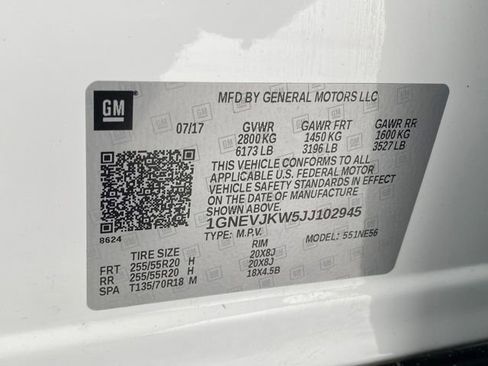 GM
MFD BY GENERAL MOTORS LLC
07/17 GVWR GAWR FRT GAWR RR
2800 KG 1450 KG 1600 KG
6173 LB 3196 LB 3527 LB
THIS VEHICLE CONFORMS TO ALL
APPLICABLE U.S. FEDERAL MOTOR
VEHICLE SAFETY STANDARDS IN EFFECT
ON THE DATE OF MANUFACTURE
SHOWN ABOVE.
1GNEVJKW5JJ102945
8624 TYPE: M.P.V. MODEL: 551NE56
TIRE SIZE RIM
FRT 255/55R20 H 20X8J
RR 255/55R20 H 20X8J
SPA T135/70R18 M 18X4.5B